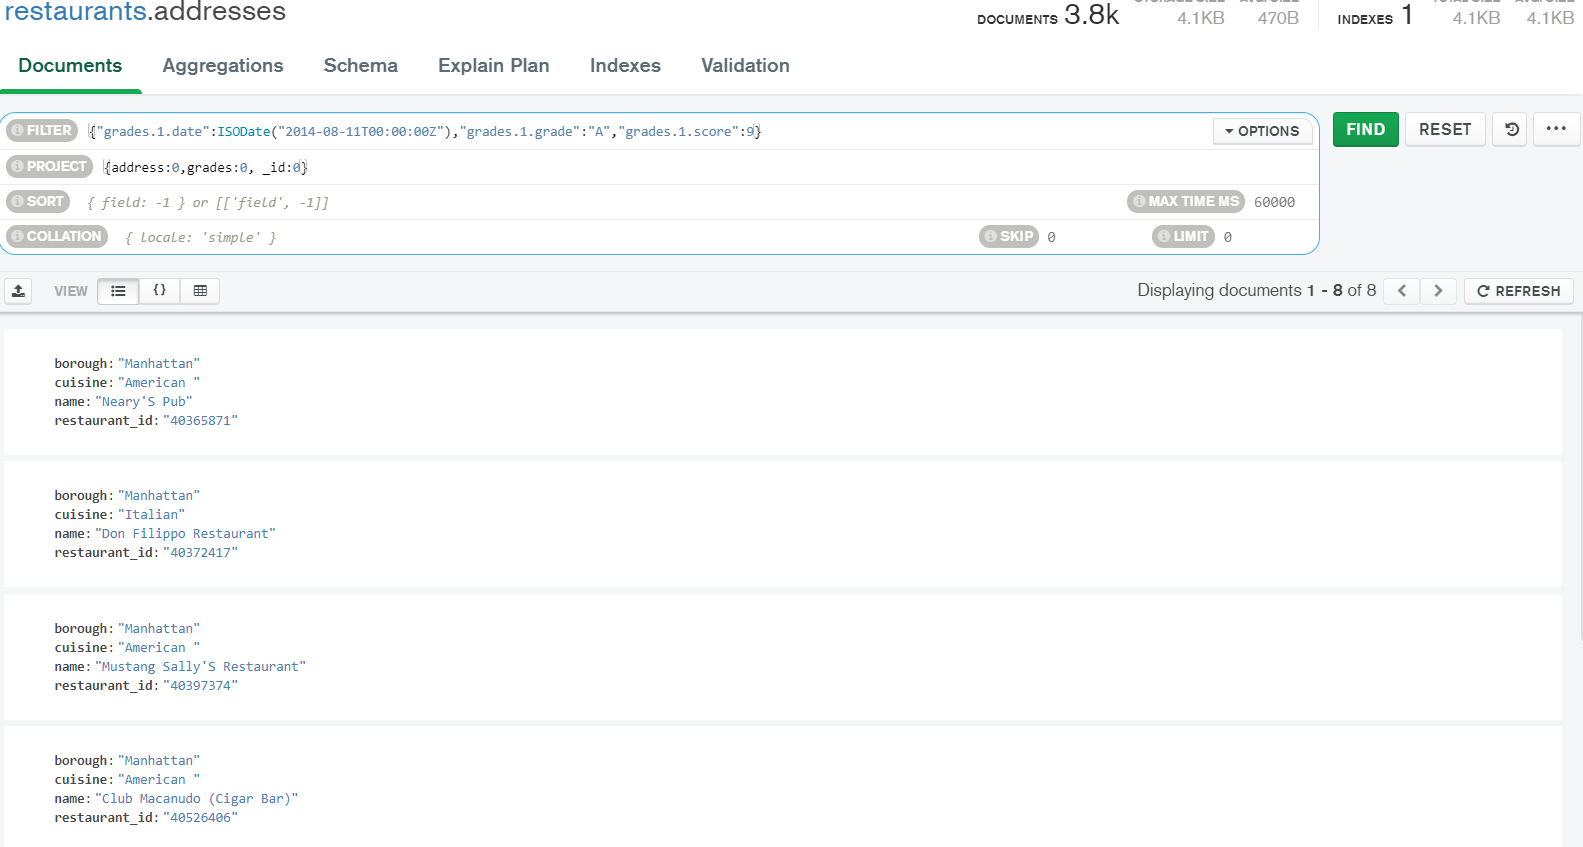 restaurants.addresses
DOCUMENTS 3.8k 4.1KB 470B INDEXES 1 4.1KB 4.1KB
Documents Aggregations Schema Explain Plan Indexes Validation
FILTER {"grades.1.date":ISODate("2014-08-11T00:00:00Z"),"grades.1.grade":"A","grades.1.score":9} OPTIONS FIND RESET
PROJECT {address:0,grades:0, _id:0}
SORT { field: -1 } or [['field', -1]] MAX TIME MS 60000
COLLATION { locale: 'simple' } SKIP 0 LIMIT 0
VIEW {} Displaying documents 1 - 8 of 8 < > REFRESH
borough: "Manhattan"
cuisine: "American "
name: "Neary'S Pub"
restaurant_id: "40365871"
borough: "Manhattan"
cuisine: "Italian"
name: "Don Filippo Restaurant"
restaurant_id: "40372417"
borough: "Manhattan"
cuisine: "American "
name: "Mustang Sally'S Restaurant"
restaurant_id: "40397374"
borough: "Manhattan"
cuisine: "American "
name: "Club Macanudo (Cigar Bar)"
restaurant_id: "40526406"